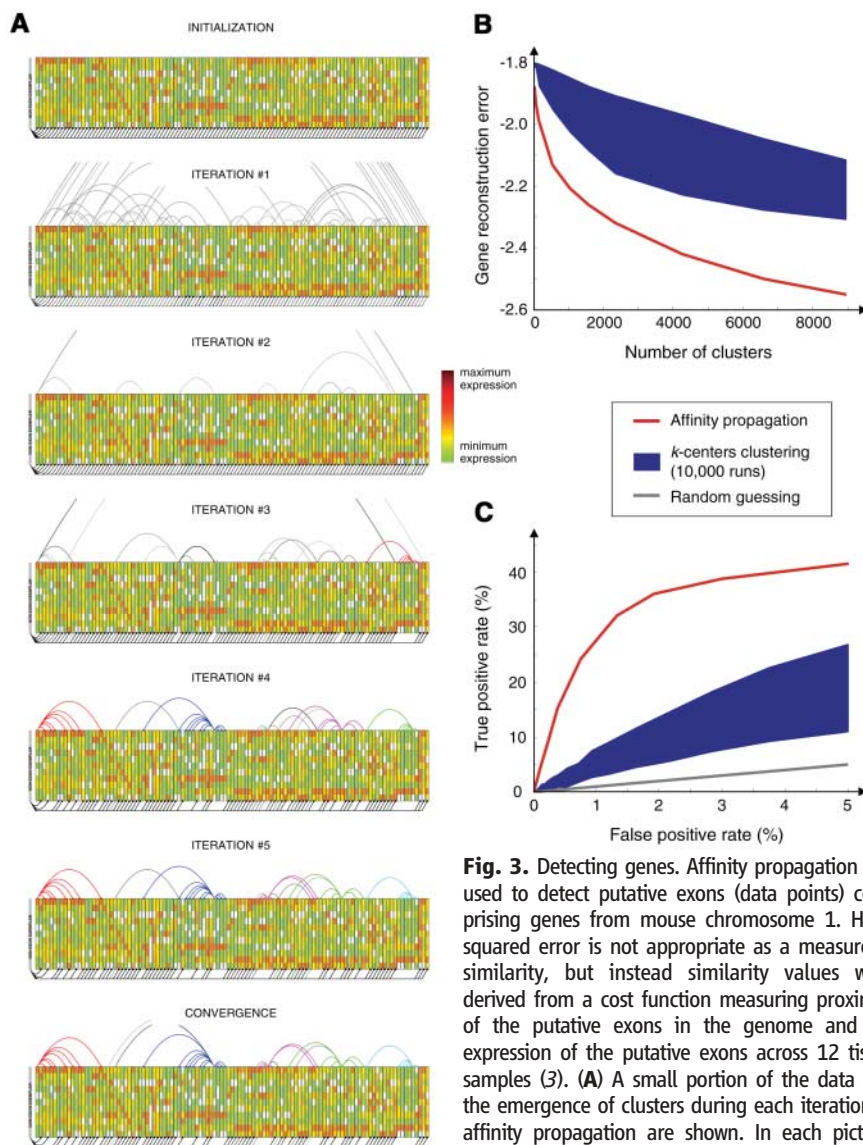 A
INITIALIZATION
ITERATION #1
ITERATION #2
maximum
expression
minimum
expression
ITERATION #3
ITERATION #4
ITERATION #5
CONVERGENCE
B
Gene reconstruction error
-1.8
-2.0
-2.2
-2.4
-2.6
0 2000 4000 6000 8000
Number of clusters
Affinity propagation
k-centers clustering
(10,000 runs)
Random guessing
C
True positive rate (%)
40
30
20
10
0
0 1 2 3 4 5
False positive rate (%)
Fig. 3. Detecting genes. Affinity propagation
used to detect putative exons (data points) co
prising genes from mouse chromosome 1. H
squared error is not appropriate as a measure
similarity, but instead similarity values w
derived from a cost function measuring proxin
of the putative exons in the genome and
expression of the putative exons across 12 tis
samples (3). (A) A small portion of the data
the emergence of clusters during each iteration
affinity propagation are shown. In each pict